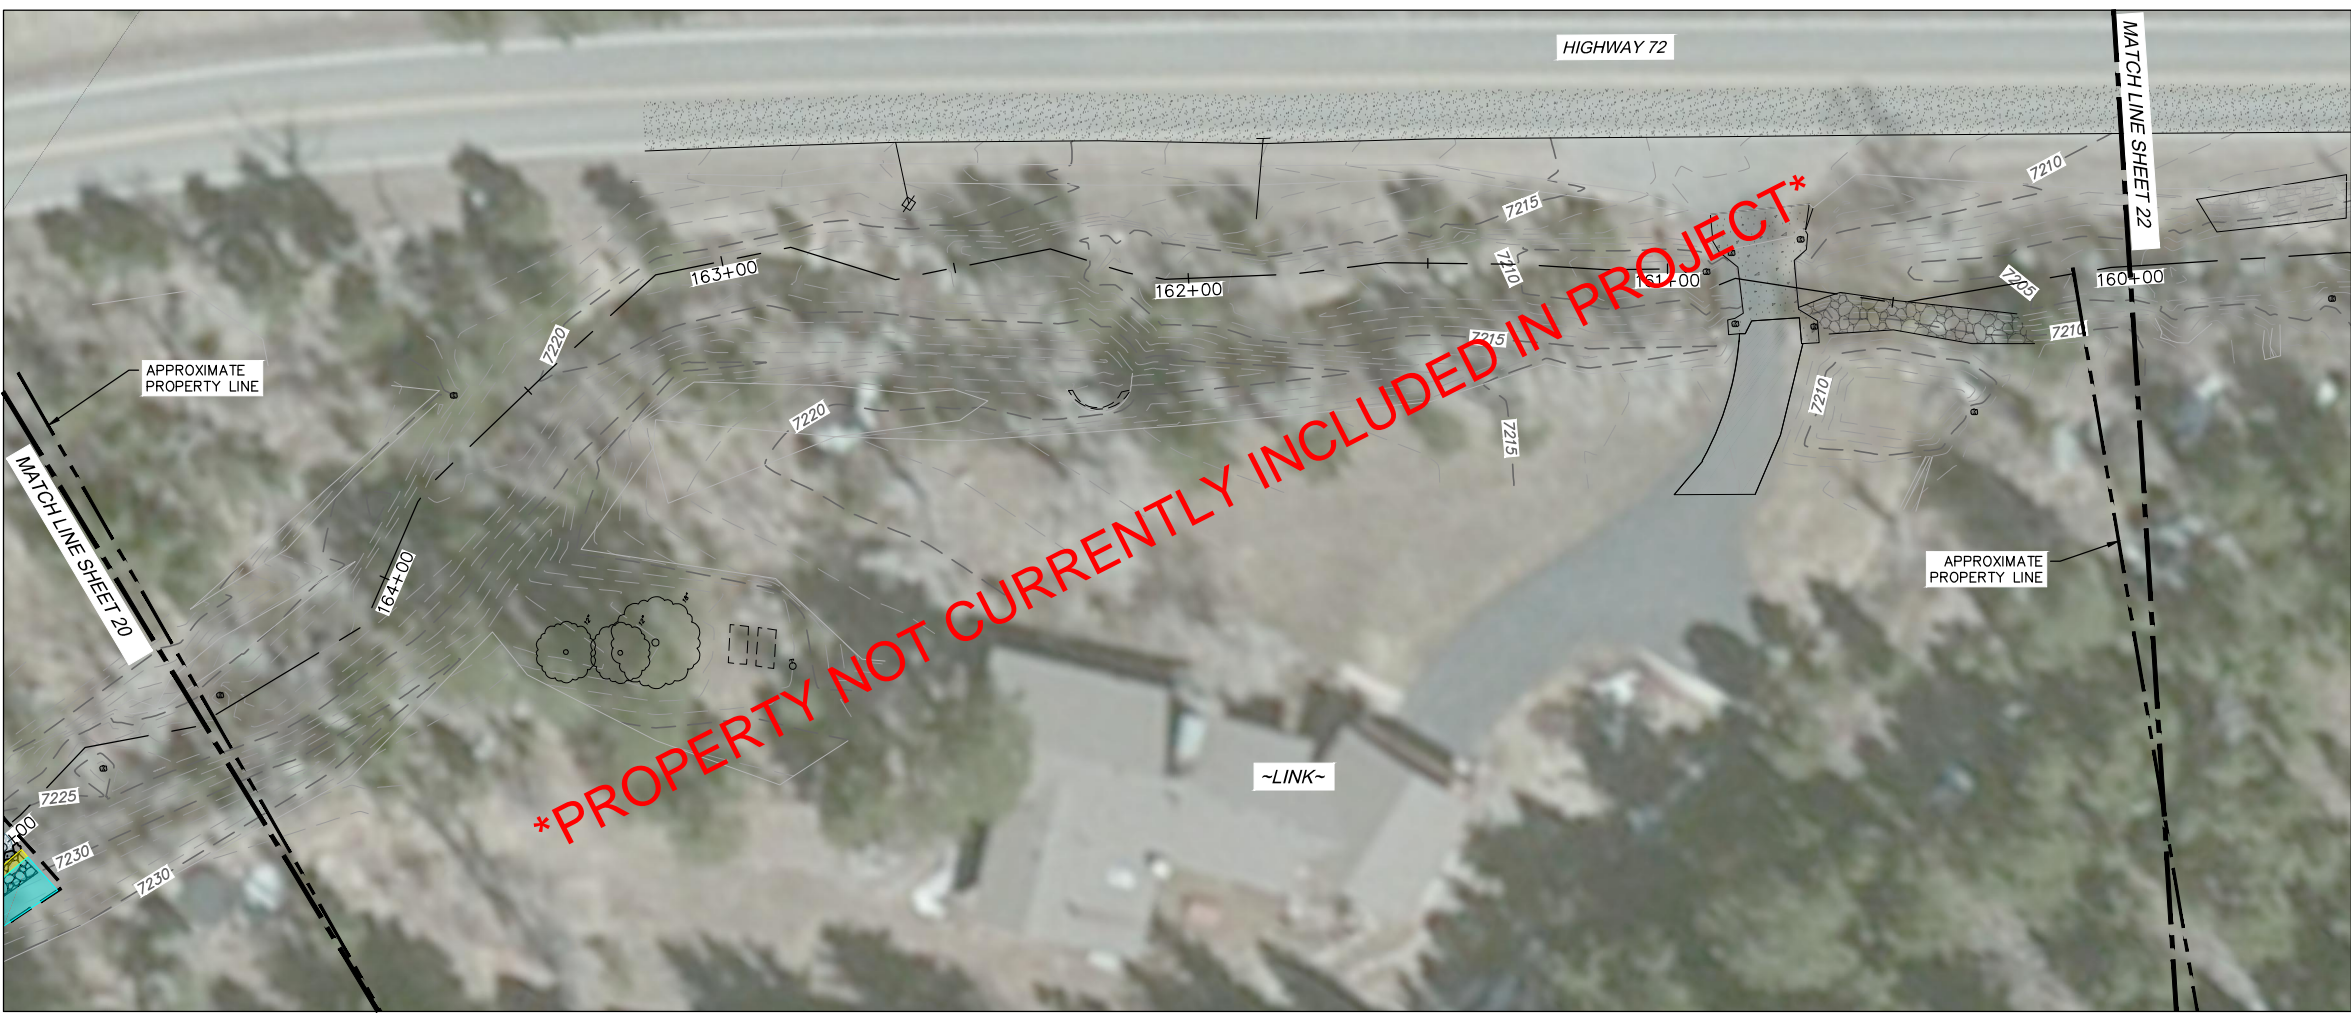 HIGHWAY 72
MATCH LINE SHEET 22
7210
7215
*PROPERTY NOT CURRENTLY INCLUDED IN PROJECT*
163+00
162+00
7210
161+00
7205
160+00
7220
7215
7210
APPROXIMATE
PROPERTY LINE
7220
7210
7215
MATCH LINE SHEET 20
164+00
APPROXIMATE
PROPERTY LINE
~LINK~
7225
+00
7230
7230